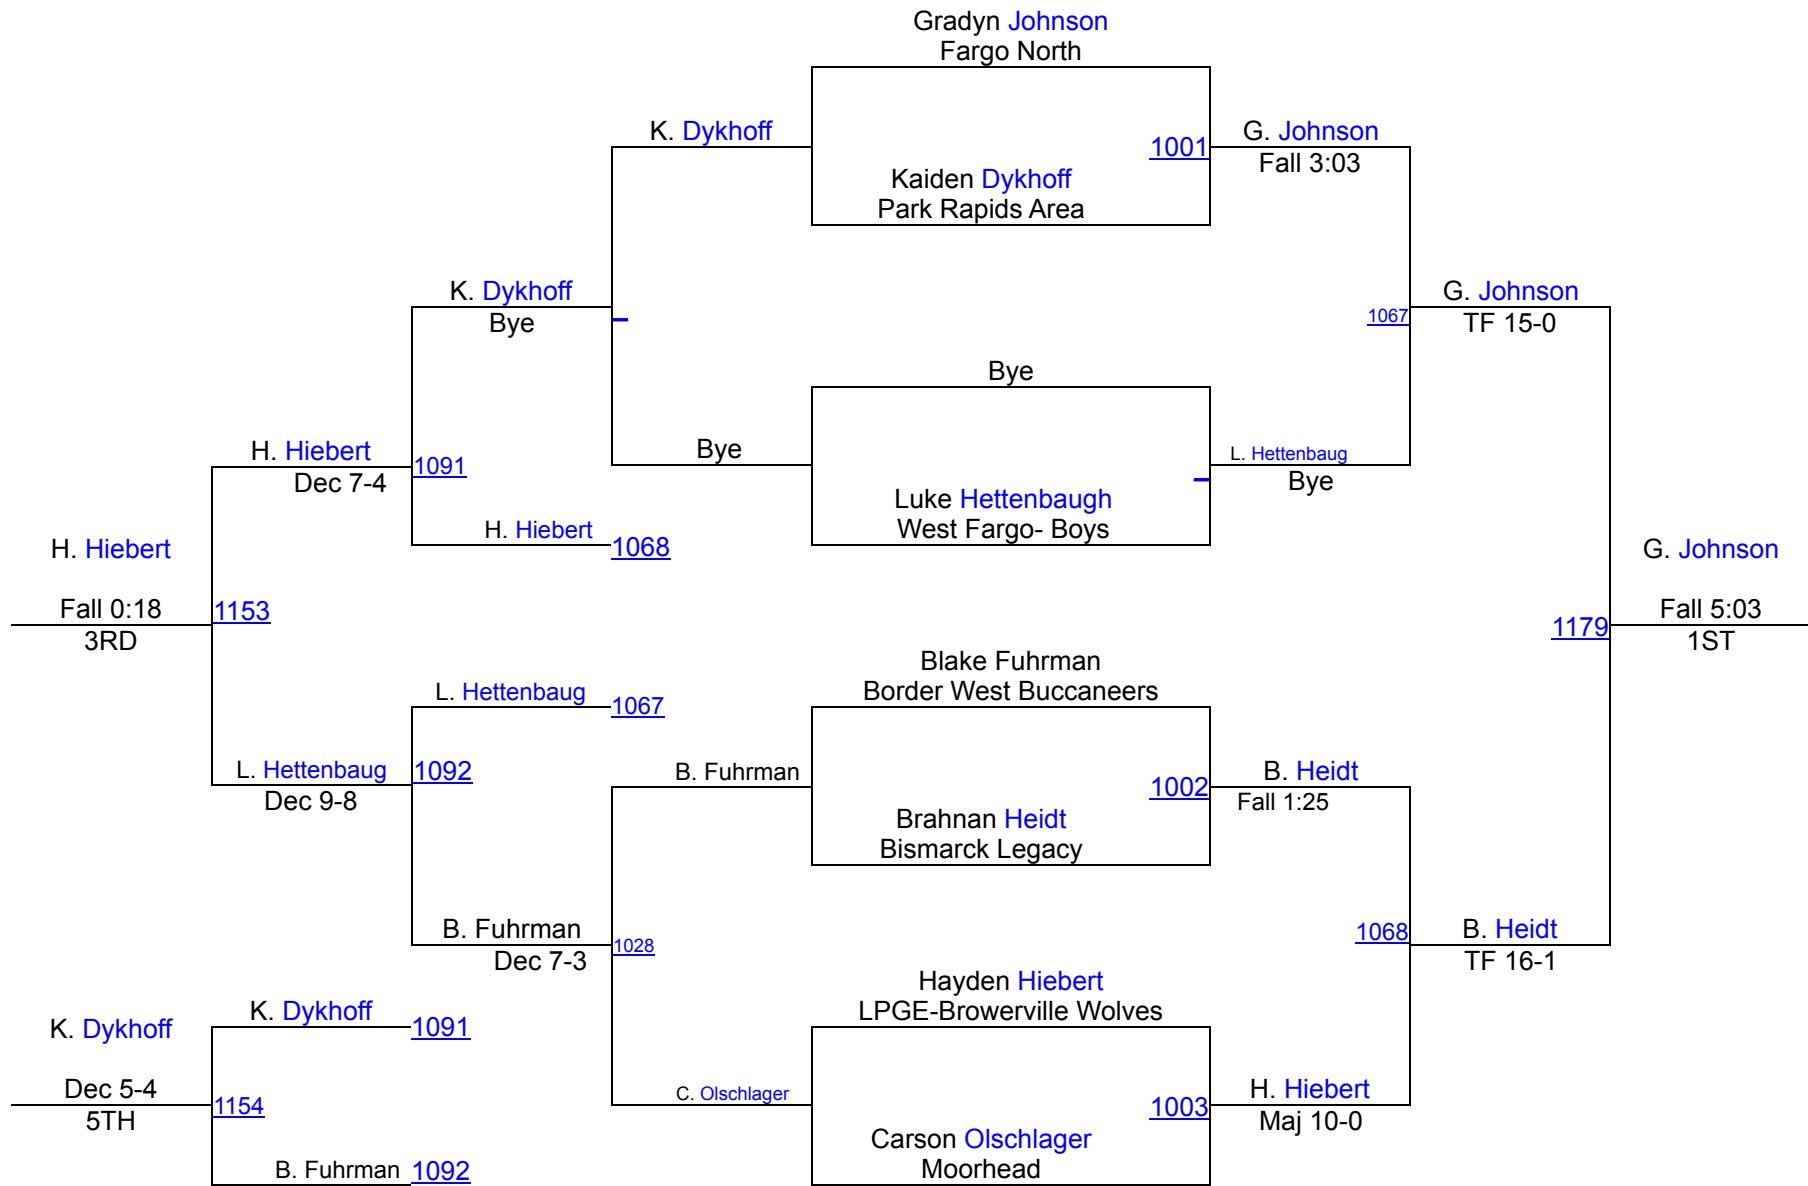 Gradyn Johnson
Fargo North
K. Dykhoff
1001
G. Johnson
Fall 3:03
Kaiden Dykhoff
Park Rapids Area
K. Dykhoff
Bye
G. Johnson
1067
TF 15-0
Bye
Bye
L. Hettenbaug
Bye
H. Hiebert
1091
Dec 7-4
Luke Hettenbaugh
West Fargo- Boys
H. Hiebert
1068
H. Hiebert
Fall 0:18
1153
3RD
G. Johnson
Fall 5:03
1179
1ST
Blake Fuhrman
Border West Buccaneers
L. Hettenbaug
1067
L. Hettenbaug
1092
Dec 9-8
B. Fuhrman
1002
B. Heidt
Fall 1:25
Brahnan Heidt
Bismarck Legacy
B. Fuhrman
1028
Dec 7-3
1068
B. Heidt
TF 16-1
Hayden Hiebert
LPGE-Browerville Wolves
K. Dykhoff
K. Dykhoff
1091
Dec 5-4
1154
5TH
C. Olschlager
1003
H. Hiebert
Maj 10-0
Carson Olschlager
Moorhead
B. Fuhrman
1092